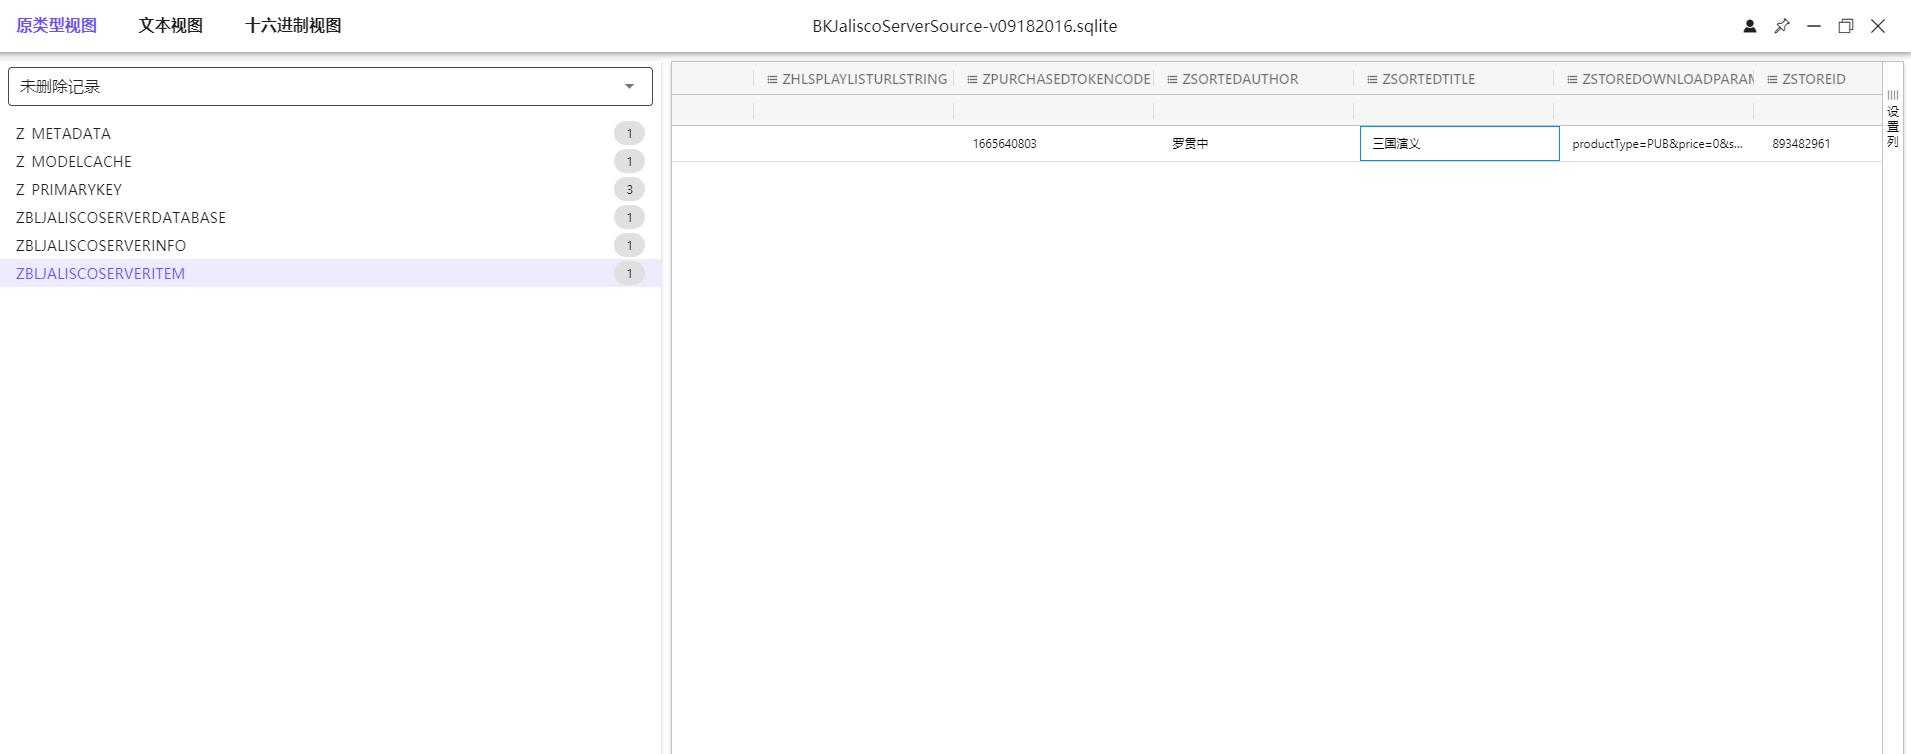 原类型视图 文本视图 十六进制视图 BKJaliscoServerSource-v09182016.sqlite
未删除记录
Z METADATA 1
Z MODELCACHE 1
Z PRIMARYKEY 3
ZBLJALISCOSERVERDATABASE 1
ZBLJALISCOSERVERINFO 1
ZBLJALISCOSERVERITEM 1
ZHLSPLAYLISTURLSTRING ZPURCHASEDTOKENCODE ZSORTEDAUTHOR ZSORTEDTITLE ZSTOREDOWNLOADPARAM ZSTOREID
1665640803 罗贯中 三国演义 productType=PUB&price=0&s... 893482961
设置列